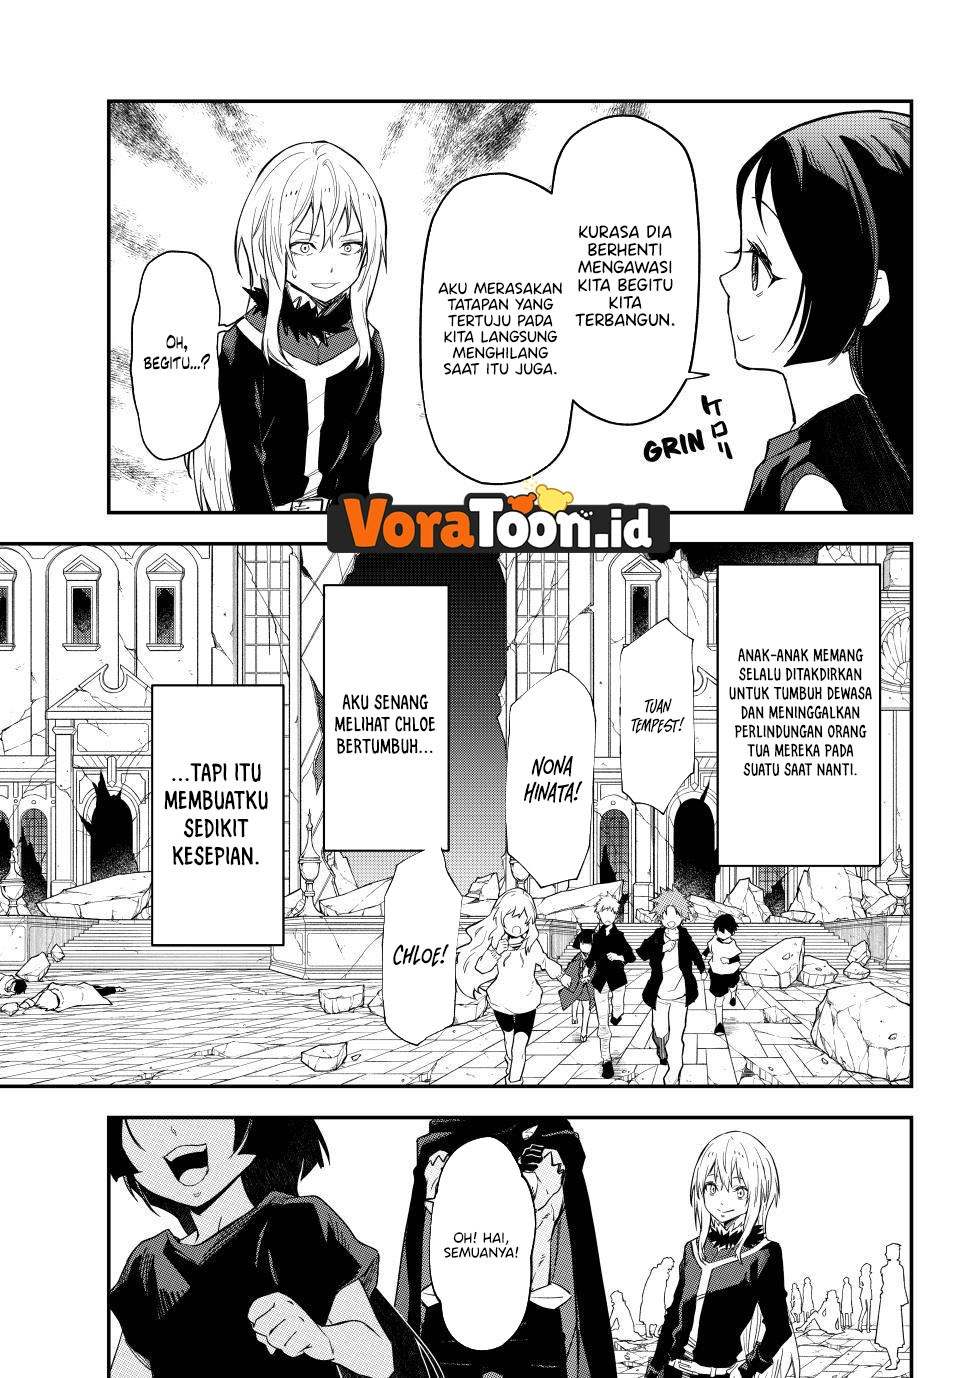 KURASA DIA
BERHENTI
MENGAWASI
KITA BEGITU
KITA
TERBANGUN.
AKU MERASAKAN
TATAPAN YANG
TERTUJU PADA
KITA LANGSUNG
MENGHILANG
SAAT ITU JUGA.
ケロリ
GRIN
OH,
BEGITU...?
VoraToon.id
ANAK-ANAK MEMANG
SELALU DITAKDIRKAN
UNTUK TUMBUH DEWASA
DAN MENINGGALKAN
PERLINDUNGAN ORANG
TUA MEREKA PADA
SUATU SAAT NANTI.
TUAN
TEMPEST!
NONA
HINATA!
AKU SENANG
MELIHAT CHLOE
BERTUMBUH...
CHLOE!
...TAPI ITU
MEMBUATKU
SEDIKIT
KESEPIAN.
OH! HAI,
SEMUANYA!